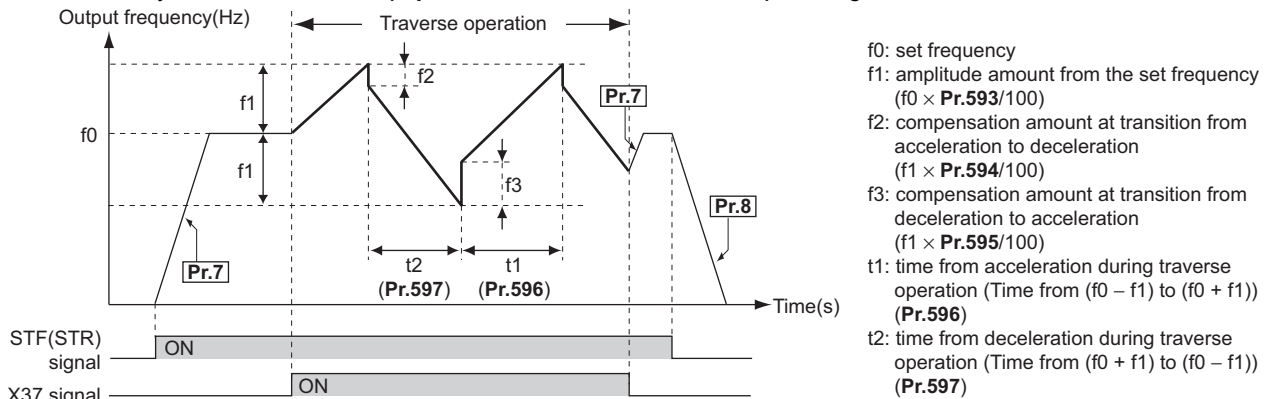 Output frequency(Hz)
Traverse operation
f2
f1
Pr.7
f0
f1
f3
Pr.8
Pr.7
t2
(Pr.597)
t1
(Pr.596)
Time(s)
STF(STR)
signal
ON
X37 signal
ON
f0: set frequency
f1: amplitude amount from the set frequency
(f0 × Pr.593/100)
f2: compensation amount at transition from
acceleration to deceleration
(f1 × Pr.594/100)
f3: compensation amount at transition from
deceleration to acceleration
(f1 × Pr.595/100)
t1: time from acceleration during traverse
operation (Time from (f0 − f1) to (f0 + f1))
(Pr.596)
t2: time from deceleration during traverse
operation (Time from (f0 + f1) to (f0 − f1))
(Pr.597)